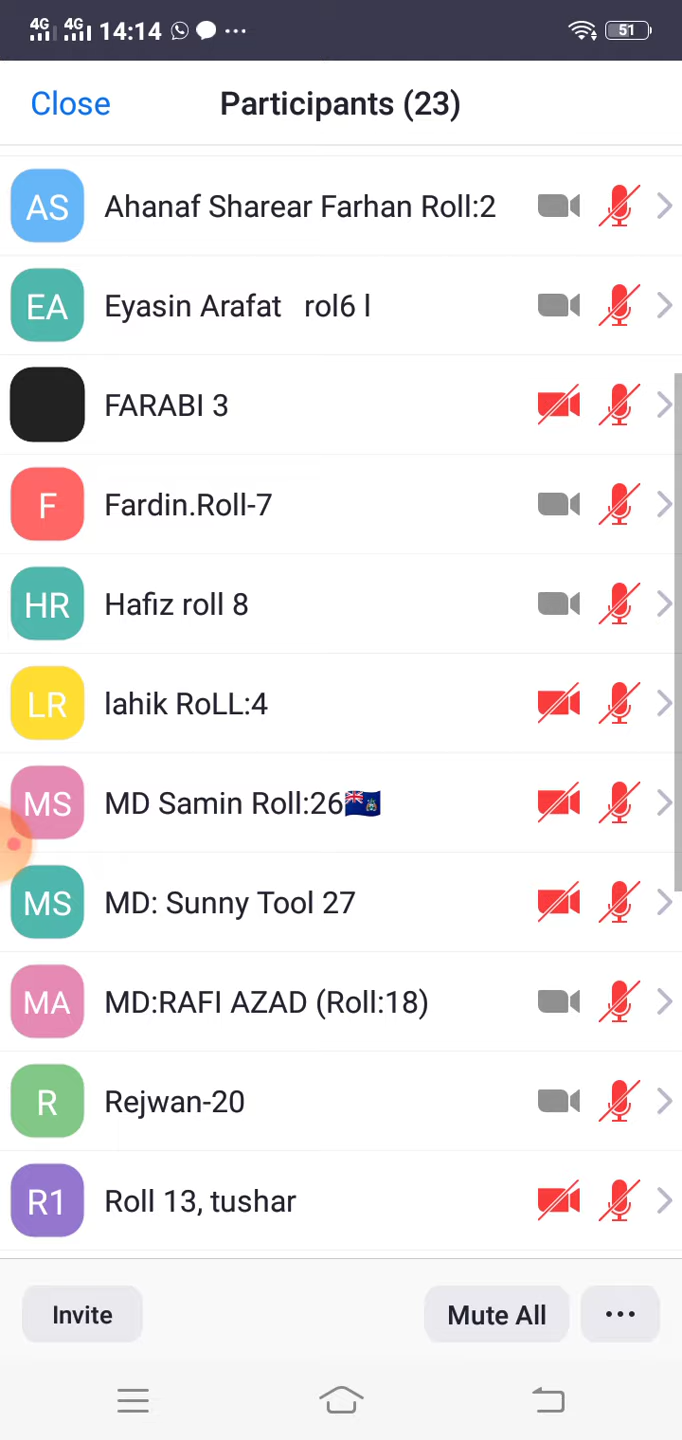 4G 4G 14:14 51
Close Participants (23)
AS Ahanaf Sharear Farhan Roll:2
EA Eyasin Arafat rol6 l
FARABI 3
F Fardin.Roll-7
HR Hafiz roll 8
LR lahik RoLL:4
MS MD Samin Roll:26🇻🇬
MS MD: Sunny Tool 27
MA MD:RAFI AZAD (Roll:18)
R Rejwan-20
R1 Roll 13, tushar
Invite Mute All